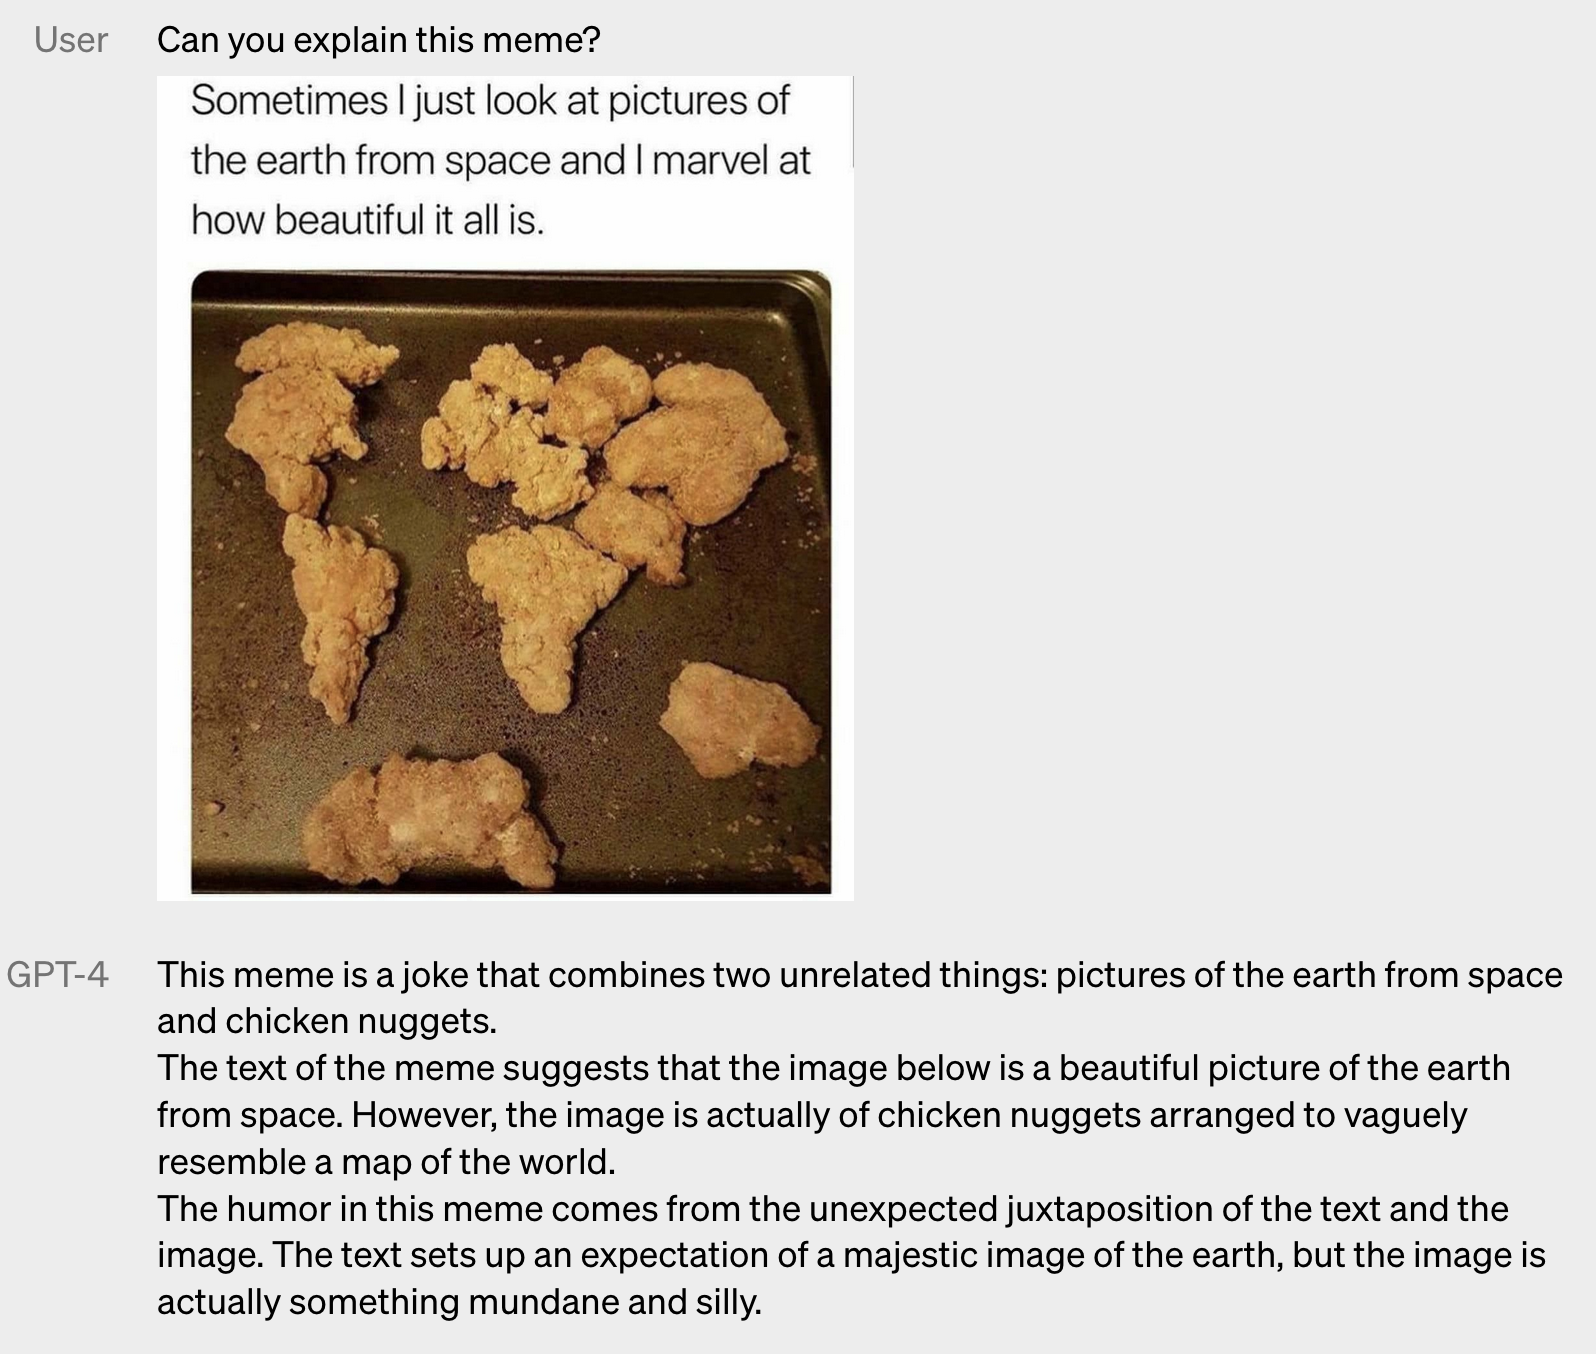 User Can you explain this meme?
Sometimes I just look at pictures of
the earth from space and I marvel at
how beautiful it all is.
GPT-4 This meme is a joke that combines two unrelated things: pictures of the earth from space
and chicken nuggets.
The text of the meme suggests that the image below is a beautiful picture of the earth
from space. However, the image is actually of chicken nuggets arranged to vaguely
resemble a map of the world.
The humor in this meme comes from the unexpected juxtaposition of the text and the
image. The text sets up an expectation of a majestic image of the earth, but the image is
actually something mundane and silly.